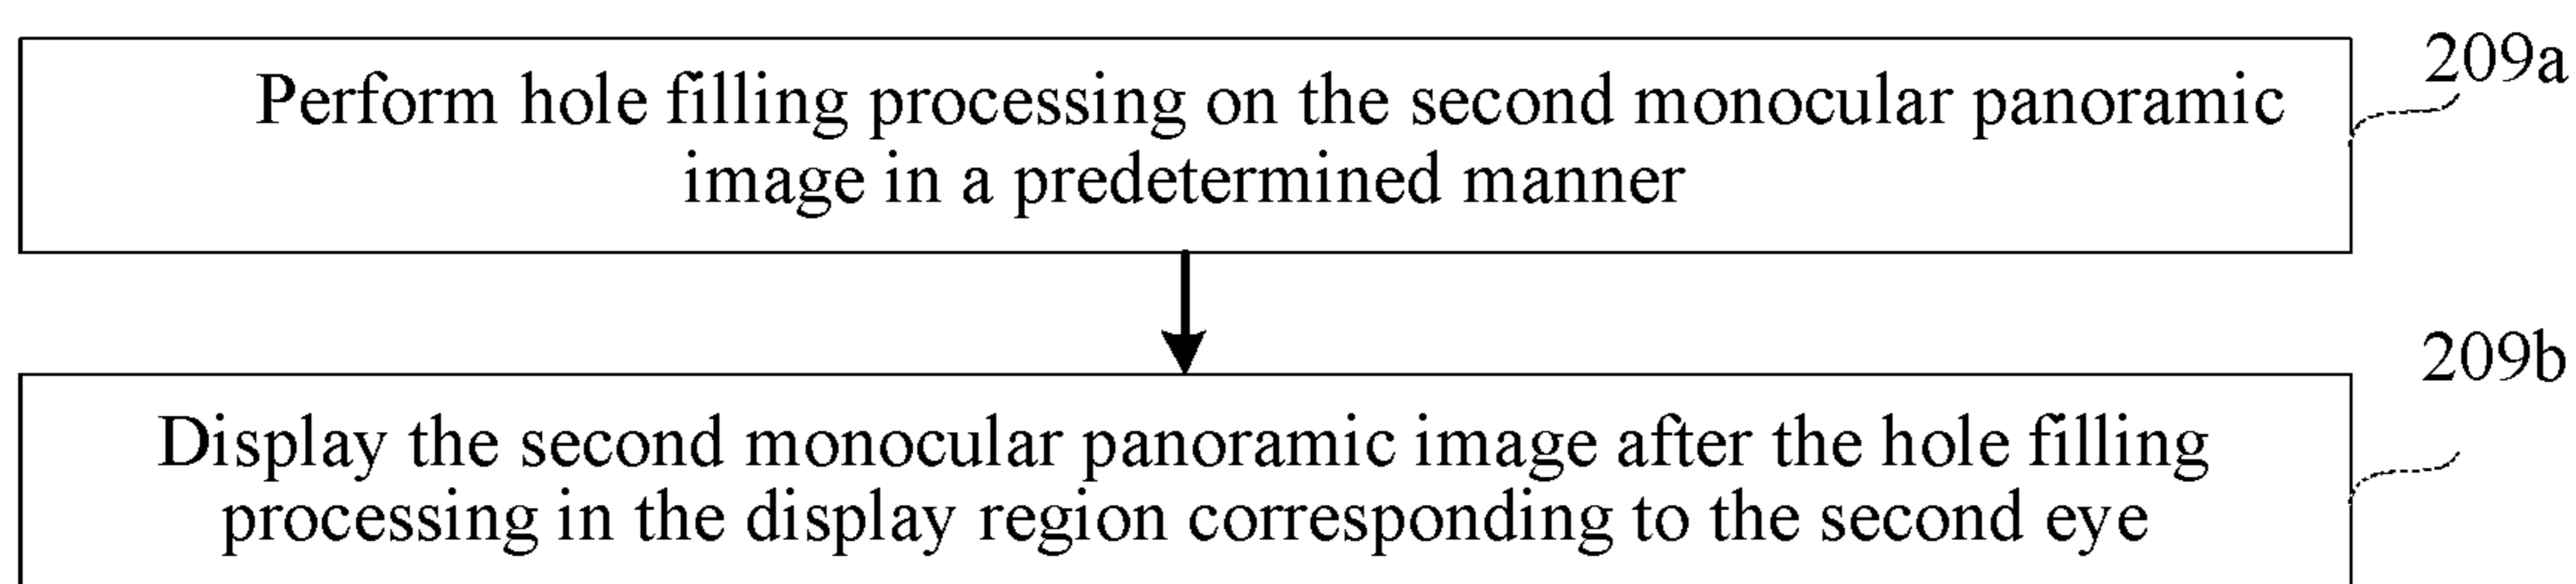 209a
Perform hole filling processing on the second monocular panoramic
image in a predetermined manner
209b
Display the second monocular panoramic image after the hole filling
processing in the display region corresponding to the second eye